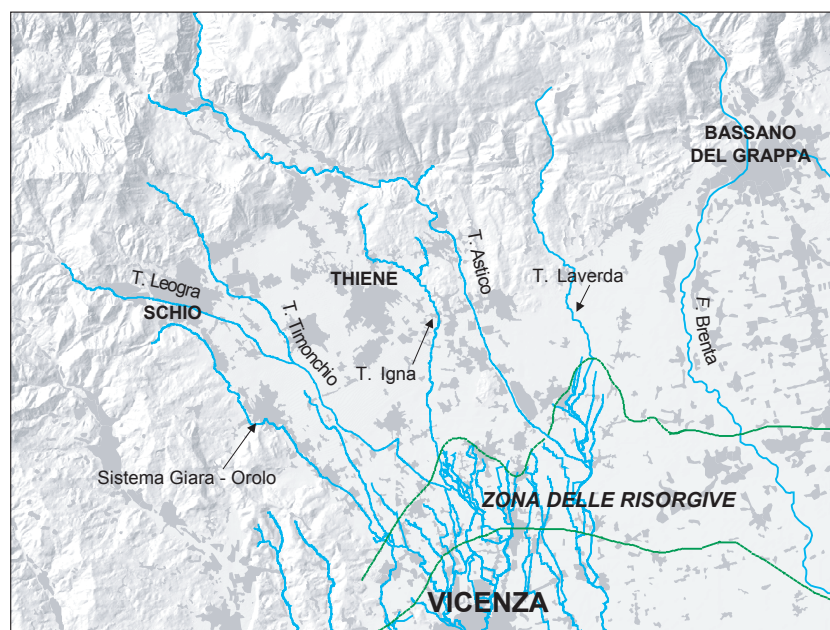 BASSANO
DEL GRAPPA
T. Astico
T. Laverda
T. Leogra
THIENE
SCHIO
T. Timonchio
F. Brenta
T. Igna
Sistema Giara - Orolo
ZONA DELLE RISORGIVE
VICENZA